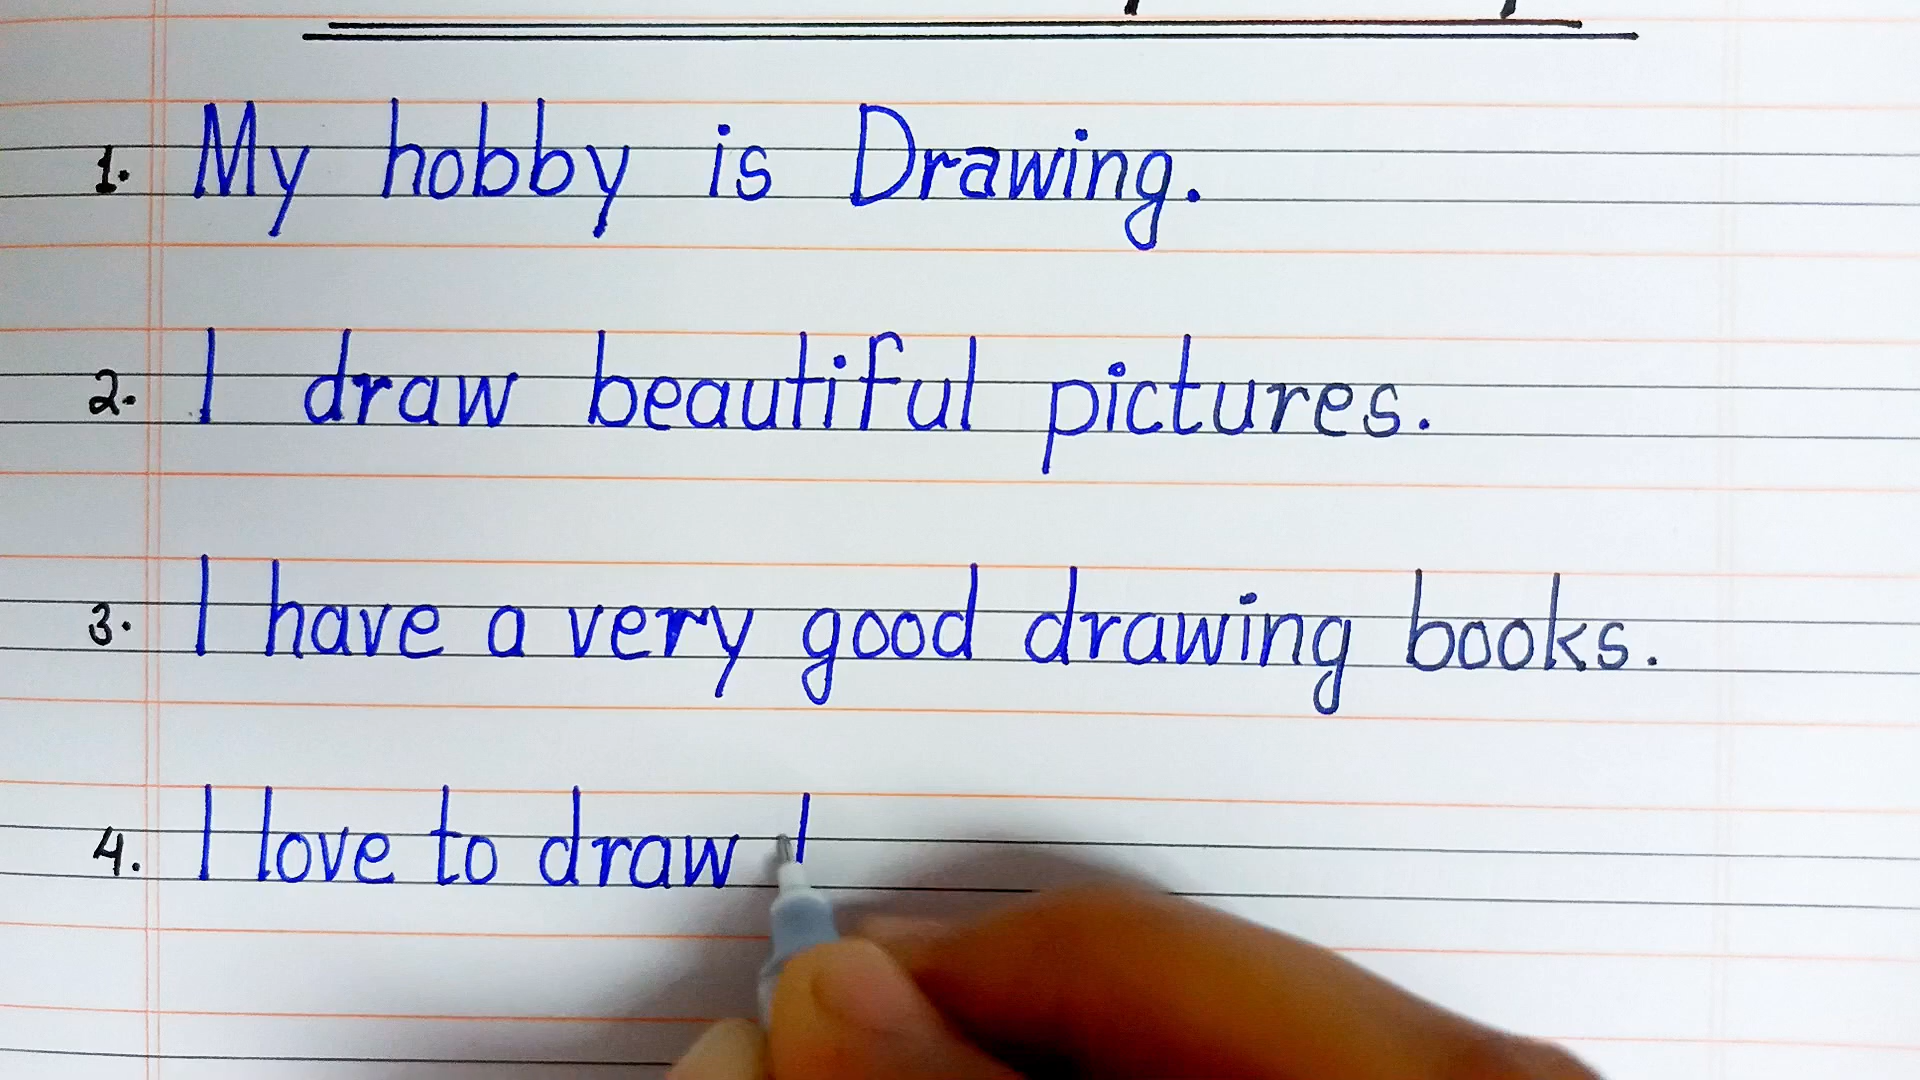 1. My hobby is Drawing.
2. I draw beautiful pictures.
3. I have a very good drawing books.
4. I love to draw